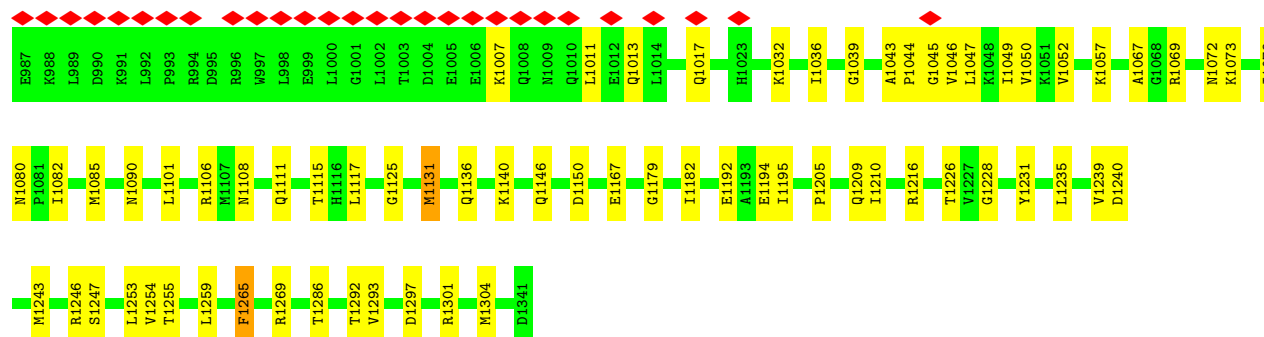 E987 K988 L989 D990 K991 L992 P993 R994 D995 R996 W997 L998 E999 L1000 G1001 L1002 T1003 D1004 E1005 E1006 K1007 Q1008 N1009 Q1010 L1011 E1012 Q1013 L1014 Q1017 H1023 K1032 I1036 G1039 A1043 P1044 G1045 V1046 L1047 K1048 I1049 V1050 K1051 V1052 K1057 A1067 G1068 R1069 N1072 K1073
N1080 P1081 I1082 M1085 N1090 L1101 R1106 M1107 N1108 Q1111 T1115 H1116 L1117 G1125 M1131 Q1136 K1140 Q1146 D1150 E1167 G1179 I1182 E1192 A1193 E1194 I1195 P1205 Q1209 I1210 R1216 T1226 V1227 G1228 Y1231 L1235 V1239 D1240
M1243 R1246 S1247 L1253 V1254 T1255 L1259 F1265 R1269 T1286 T1292 V1293 D1297 R1301 M1304 D1341